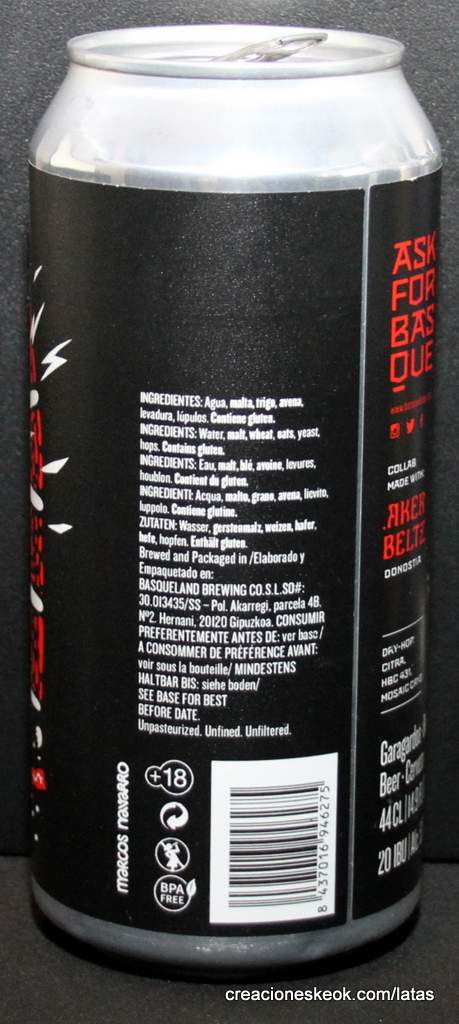 INGREDIENTES: Agua, malta, trigo, avena,
levadura, lúpulos. Contiene gluten.
INGREDIENTS: Water, malt, wheat, oats, yeast,
hops. Contains gluten.
INGREDIENTS: Eau, malt, blé, avoine, levures,
houblon. Contient du gluten.
INGREDIENTI: Acqua, malto, grano, avena, lievito,
luppolo. Contiene glutine.
ZUTATEN: Wasser, gerstenmalz, weizen, hafer,
hefe, hopfen. Enthält gluten.
Brewed and Packaged in /Elaborado y
Empaquetado en:
BASQUELAND BREWING CO.S.L.SO#:
30.013435/SS – Pol. Akarregi, parcela 4B.
Nº2. Hernani, 20120 Gipuzkoa. CONSUMIR
PREFERENTEMENTE ANTES DE: ver base/
A CONSOMMER DE PRÉFÉRENCE AVANT:
voir sous la bouteille/ MINDESTENS
HALTBAR BIS: siehe boden/
SEE BASE FOR BEST
BEFORE DATE.
Unpasteurized. Unfined. Unfiltered.
MARCOS NAVARRO
+18
BPA
FREE
8 437016 946275
ASK
FOR
BAS
QUE
COLLAB
MADE WITH
AKER
BELTZ
DONOSTIA
DRY-HOP:
CITRA,
HBC 431,
MOSAIC
Beer ·
44 CL
20 IBU
creacioneskeok.com/latas